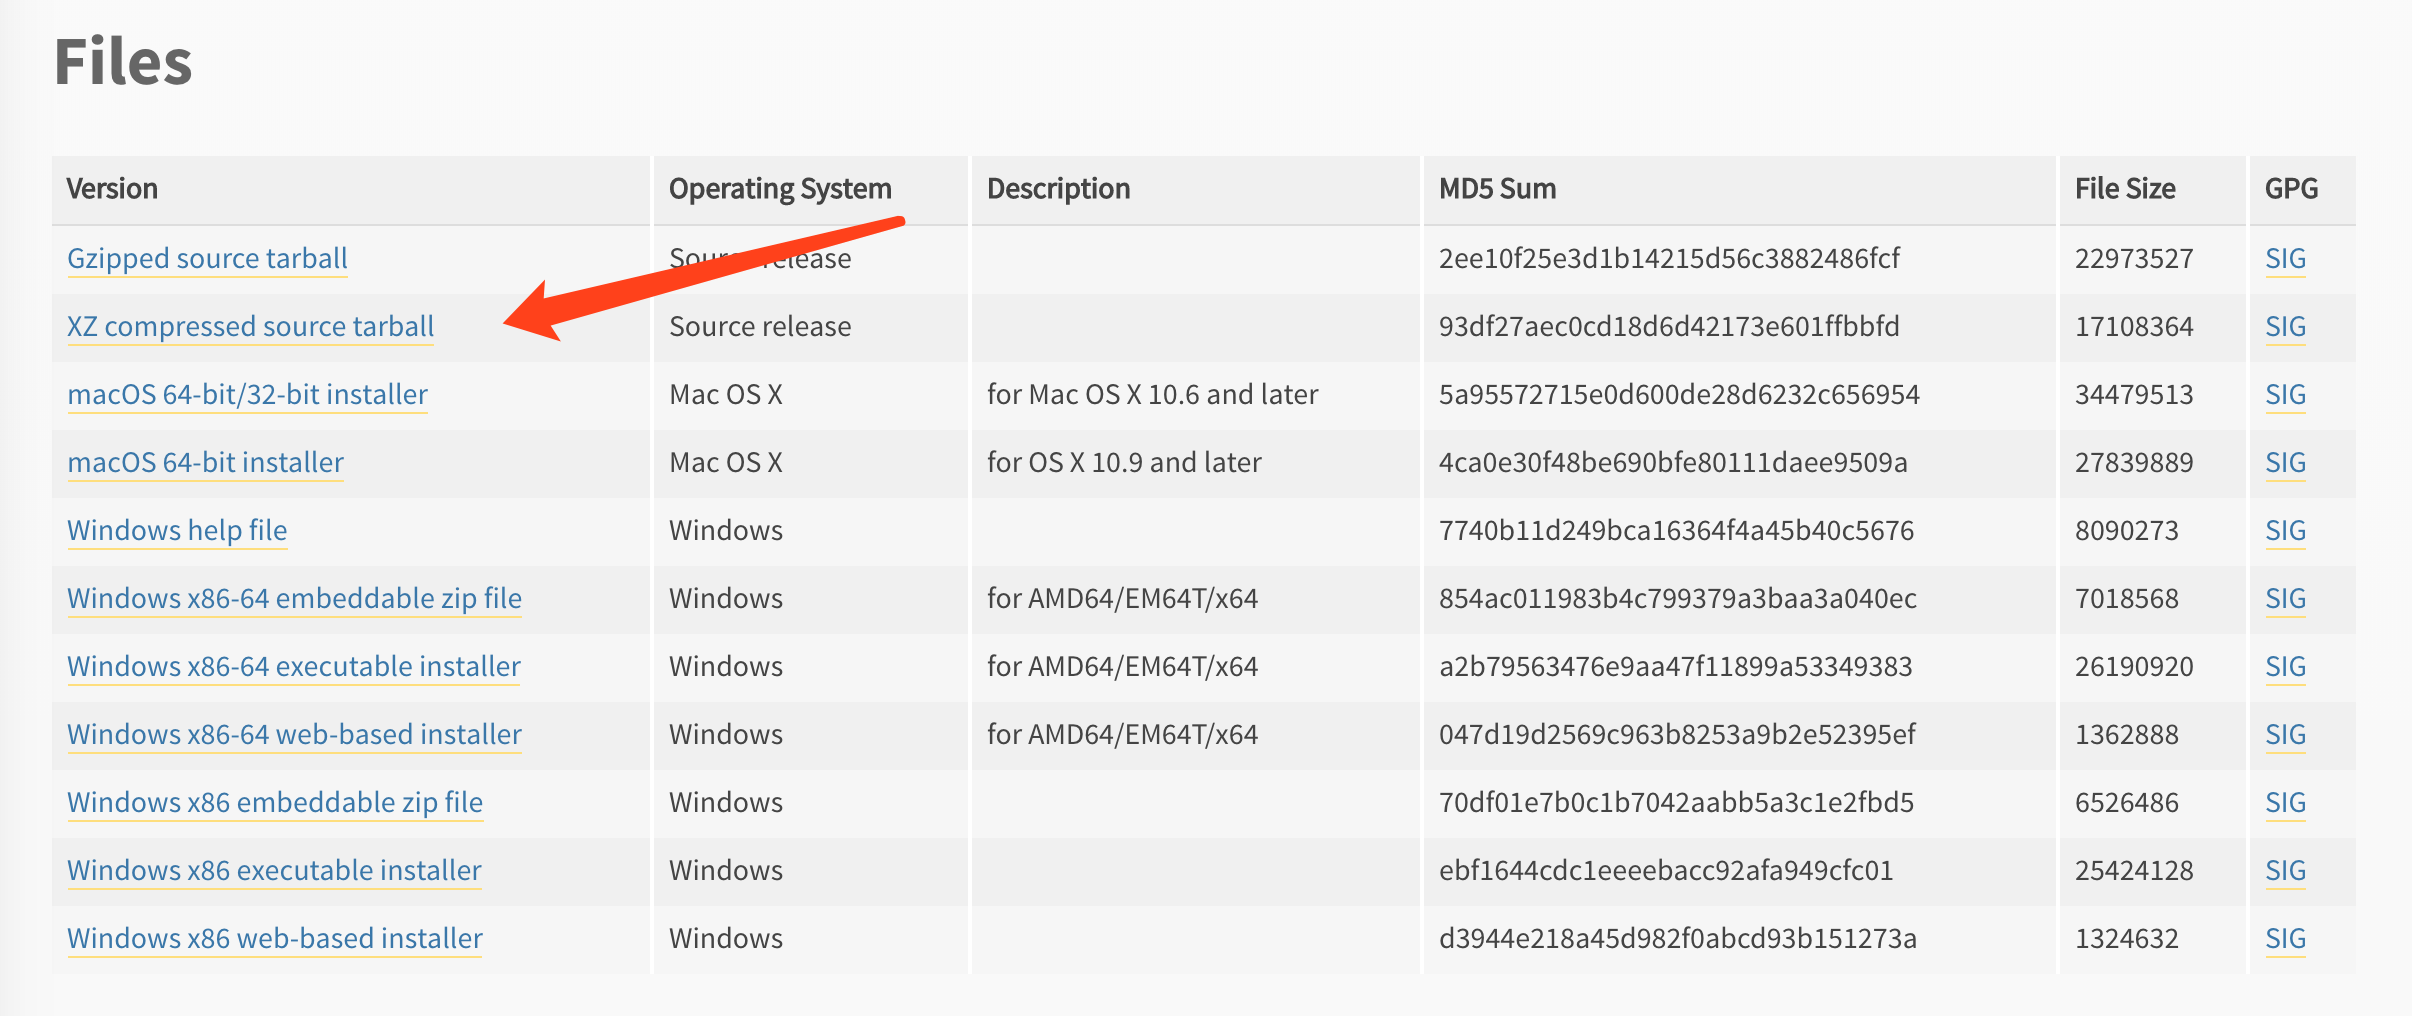 Files
Version Operating System Description MD5 Sum File Size GPG
Gzipped source tarball Source release 2ee10f25e3d1b14215d56c3882486fcf 22973527 SIG
XZ compressed source tarball Source release 93df27aec0cd18d6d42173e601ffbbfd 17108364 SIG
macOS 64-bit/32-bit installer Mac OS X for Mac OS X 10.6 and later 5a95572715e0d600de28d6232c656954 34479513 SIG
macOS 64-bit installer Mac OS X for OS X 10.9 and later 4ca0e30f48be690bfe80111daee9509a 27839889 SIG
Windows help file Windows 7740b11d249bca16364f4a45b40c5676 8090273 SIG
Windows x86-64 embeddable zip file Windows for AMD64/EM64T/x64 854ac011983b4c799379a3baa3a040ec 7018568 SIG
Windows x86-64 executable installer Windows for AMD64/EM64T/x64 a2b79563476e9aa47f11899a53349383 26190920 SIG
Windows x86-64 web-based installer Windows for AMD64/EM64T/x64 047d19d2569c963b8253a9b2e52395ef 1362888 SIG
Windows x86 embeddable zip file Windows 70df01e7b0c1b7042aabb5a3c1e2fbd5 6526486 SIG
Windows x86 executable installer Windows ebf1644cdc1eeeebacc92afa949cfc01 25424128 SIG
Windows x86 web-based installer Windows d3944e218a45d982f0abcd93b151273a 1324632 SIG